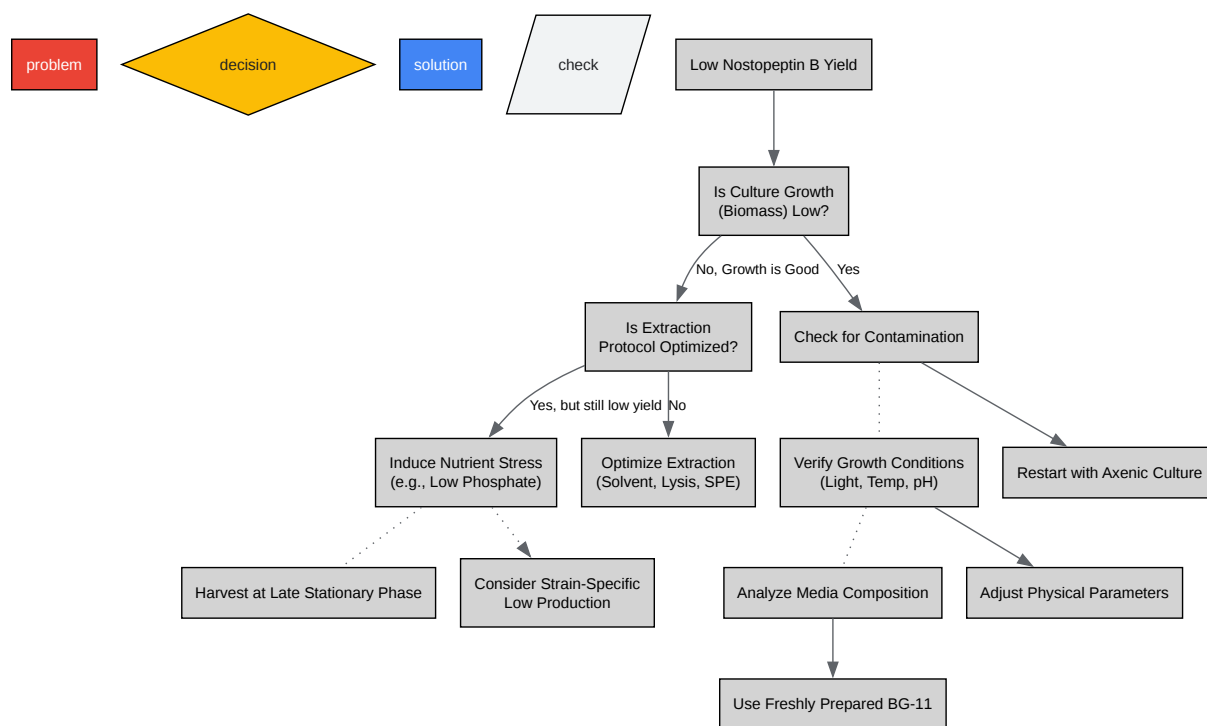 problem
decision
solution
check
Low Nostopeptin B Yield
Is Culture Growth
(Biomass) Low?
No, Growth is Good
Yes
Is Extraction
Protocol Optimized?
Check for Contamination
Yes, but still low yield
No
Induce Nutrient Stress
(e.g., Low Phosphate)
Optimize Extraction
(Solvent, Lysis, SPE)
Verify Growth Conditions
(Light, Temp, pH)
Restart with Axenic Culture
Harvest at Late Stationary Phase
Consider Strain-Specific
Low Production
Analyze Media Composition
Adjust Physical Parameters
Use Freshly Prepared BG-11